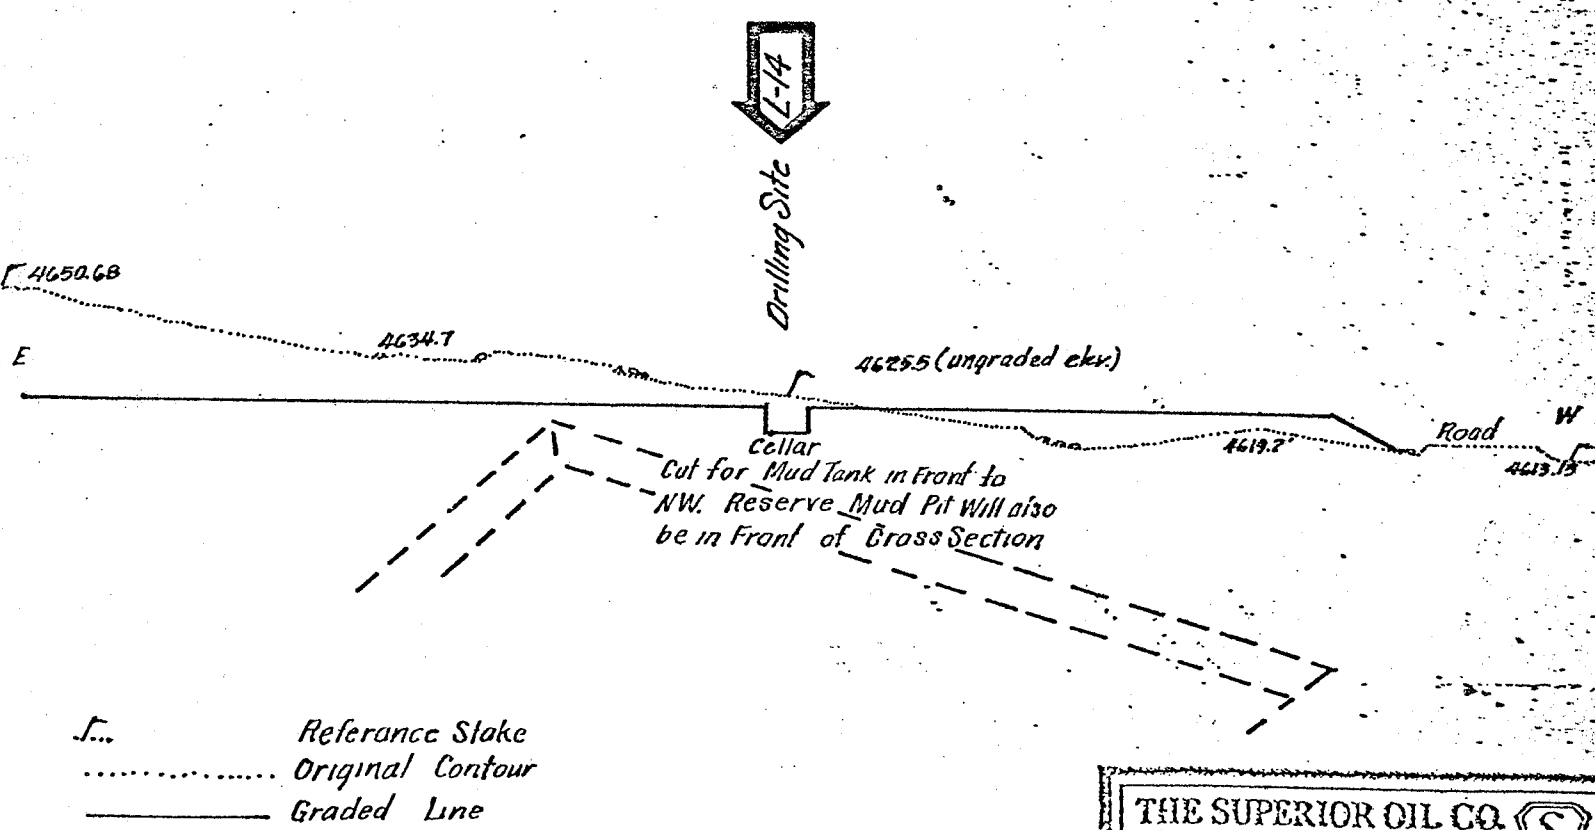 L-14
Drilling Site
4650.68
4634.7
E
4625.5 (ungraded elev.)
W
Road
4619.2'
4613.13
Cellar
Cut for Mud Tank in Front to
NW. Reserve Mud Pit Will also
be in Front of Cross Section
Referance Stake
Original Contour
Graded Line
THE SUPERIOR OIL CO. S